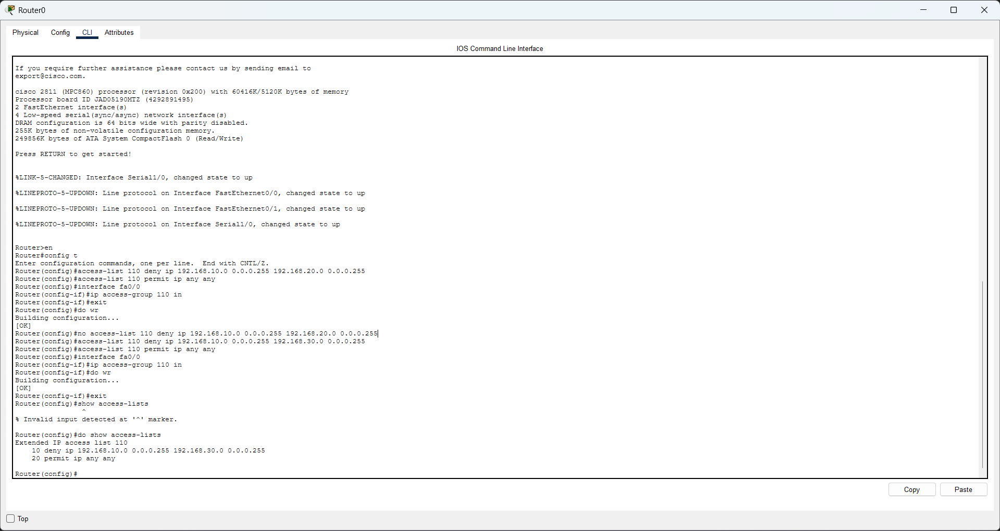 Router0
Physical Config CLI Attributes
IOS Command Line Interface
If you require further assistance please contact us by sending email to
export@cisco.com.
cisco 2811 (MPC860) processor (revision 0x200) with 60416K/5120K bytes of memory
Processor board ID JAD05190MTZ (4292891495)
2 FastEthernet interface(s)
4 Low-speed serial(sync/async) network interface(s)
DRAM configuration is 64 bits wide with parity disabled.
255K bytes of non-volatile configuration memory.
249856K bytes of ATA System CompactFlash 0 (Read/Write)
Press RETURN to get started!
%LINK-5-CHANGED: Interface Serial1/0, changed state to up
%LINEPROTO-5-UPDOWN: Line protocol on Interface FastEthernet0/0, changed state to up
%LINEPROTO-5-UPDOWN: Line protocol on Interface FastEthernet0/1, changed state to up
%LINEPROTO-5-UPDOWN: Line protocol on Interface Serial1/0, changed state to up
Router>en
Router#config t
Enter configuration commands, one per line.  End with CNTL/Z.
Router(config)#access-list 110 deny ip 192.168.10.0 0.0.0.255 192.168.20.0 0.0.0.255
Router(config)#access-list 110 permit ip any any
Router(config)#interface fa0/0
Router(config-if)#ip access-group 110 in
Router(config-if)#exit
Router(config)#do wr
Building configuration...
[OK]
Router(config)#no access-list 110 deny ip 192.168.10.0 0.0.0.255 192.168.20.0 0.0.0.255
Router(config)#access-list 110 deny ip 192.168.10.0 0.0.0.255 192.168.30.0 0.0.0.255
Router(config)#access-list 110 permit ip any any
Router(config)#interface fa0/0
Router(config-if)#ip access-group 110 in
Router(config-if)#do wr
Building configuration...
[OK]
Router(config-if)#exit
Router(config)#show access-lists
^
% Invalid input detected at '^' marker.
Router(config)#do show access-lists
Extended IP access list 110
10 deny ip 192.168.10.0 0.0.0.255 192.168.30.0 0.0.0.255
20 permit ip any any
Router(config)#
Copy Paste
Top